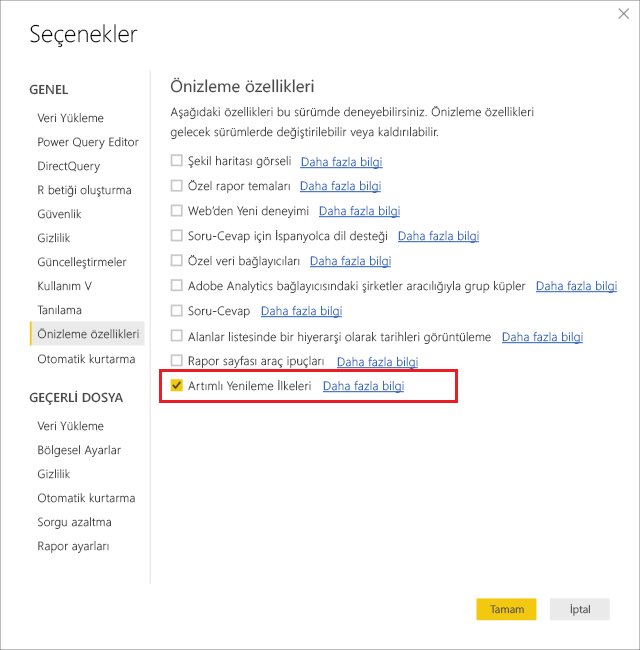 Seçenekler
GENEL
Veri Yükleme
Power Query Editor
DirectQuery
R betiği oluşturma
Güvenlik
Gizlilik
Güncelleştirmeler
Kullanım V
Tanılama
Önizleme özellikleri
Otomatik kurtarma
GEÇERLİ DOSYA
Veri Yükleme
Bölgesel Ayarlar
Gizlilik
Otomatik kurtarma
Sorgu azaltma
Rapor ayarları
Önizleme özellikleri
Aşağıdaki özellikleri bu sürümde deneyebilirsiniz. Önizleme özellikleri
gelecek sürümlerde değiştirilebilir veya kaldırılabilir.
Şekil haritası görseli Daha fazla bilgi
Özel rapor temaları Daha fazla bilgi
Web'den Yeni deneyimi Daha fazla bilgi
Soru-Cevap için İspanyolca dil desteği Daha fazla bilgi
Özel veri bağlayıcıları Daha fazla bilgi
Adobe Analytics bağlayıcısındaki şirketler aracılığıyla grup küpler Daha fazla bilgi
Soru-Cevap Daha fazla bilgi
Alanlar listesinde bir hiyerarşi olarak tarihleri görüntüleme Daha fazla bilgi
Rapor sayfası araç ipuçları Daha fazla bilgi
Artımlı Yenileme İlkeleri Daha fazla bilgi
Tamam
İptal